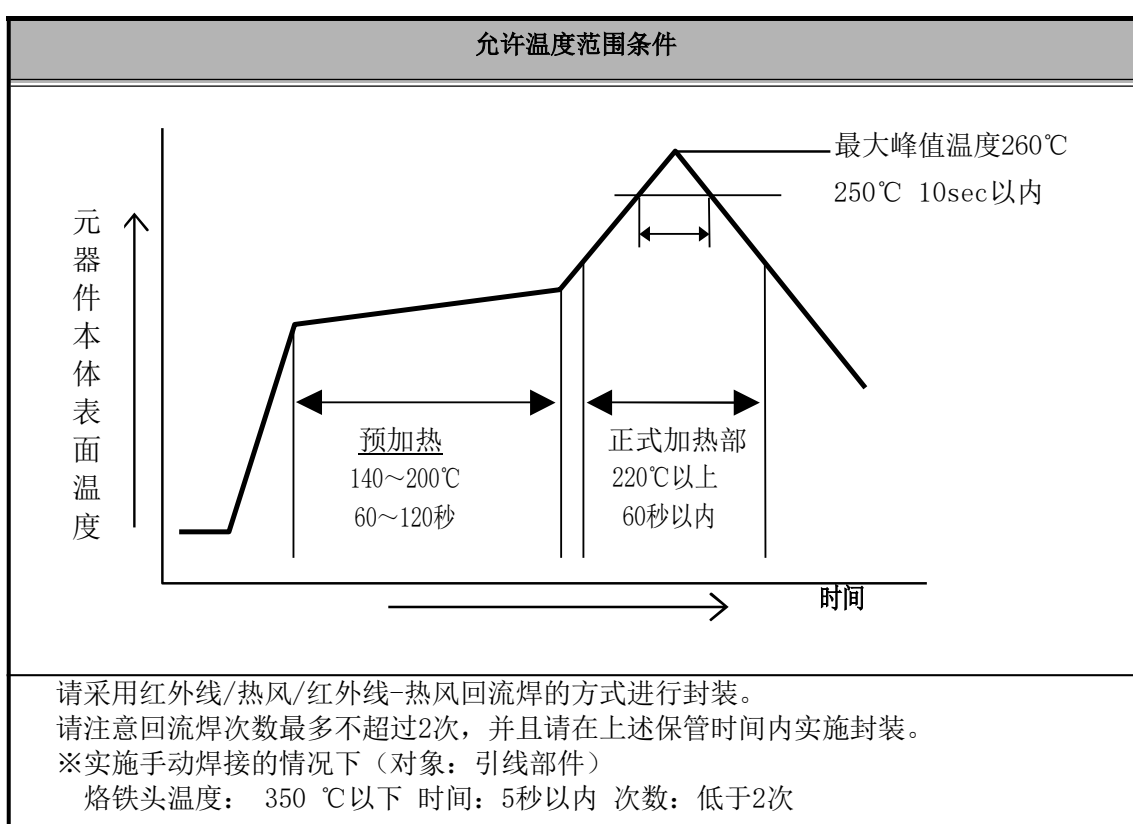 允许温度范围条件
最大峰值温度260℃
250℃ 10sec以内
元器件本体表面温度
预加热
140～200℃
60～120秒
正式加热部
220℃以上
60秒以内
时间
请采用红外线/热风/红外线-热风回流焊的方式进行封装。
请注意回流焊次数最多不超过2次，并且请在上述保管时间内实施封装。
※实施手动焊接的情况下（对象：引线部件）
烙铁头温度： 350 ℃以下 时间：5秒以内 次数：低于2次